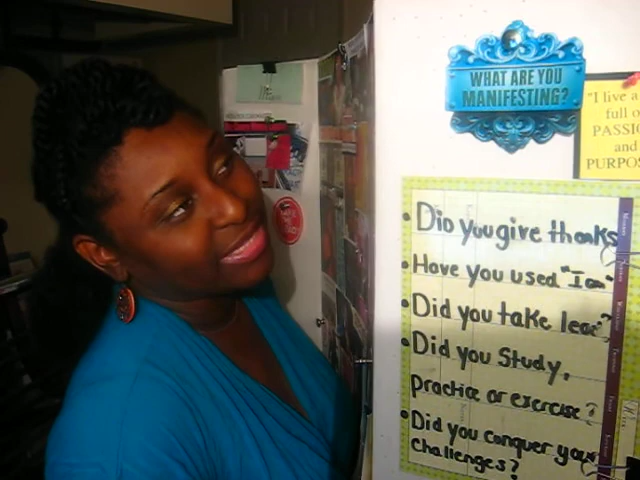 WHAT ARE YOU
MANIFESTING?
"I live a
full o
PASSI
and
PURPOS
• Did you give thanks
• Have you used "I am"
• Did you take
• Did you Study,
practice or exercise?
• Did you conquer your
challenges?